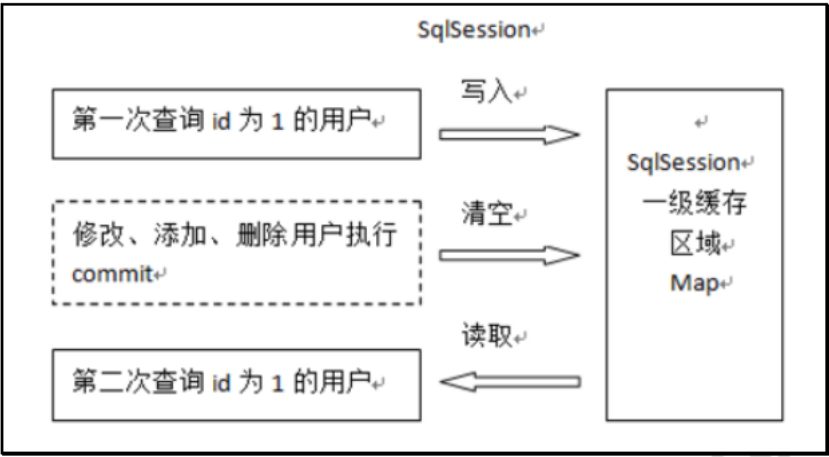 SqlSession↵
第一次查询 id 为 1 的用户↵
写入↵
修改、添加、删除用户执行
commit↵
清空↵
第二次查询 id 为 1 的用户↵
读取↵
↵
SqlSession↵
一级缓存
区域↵
Map↵